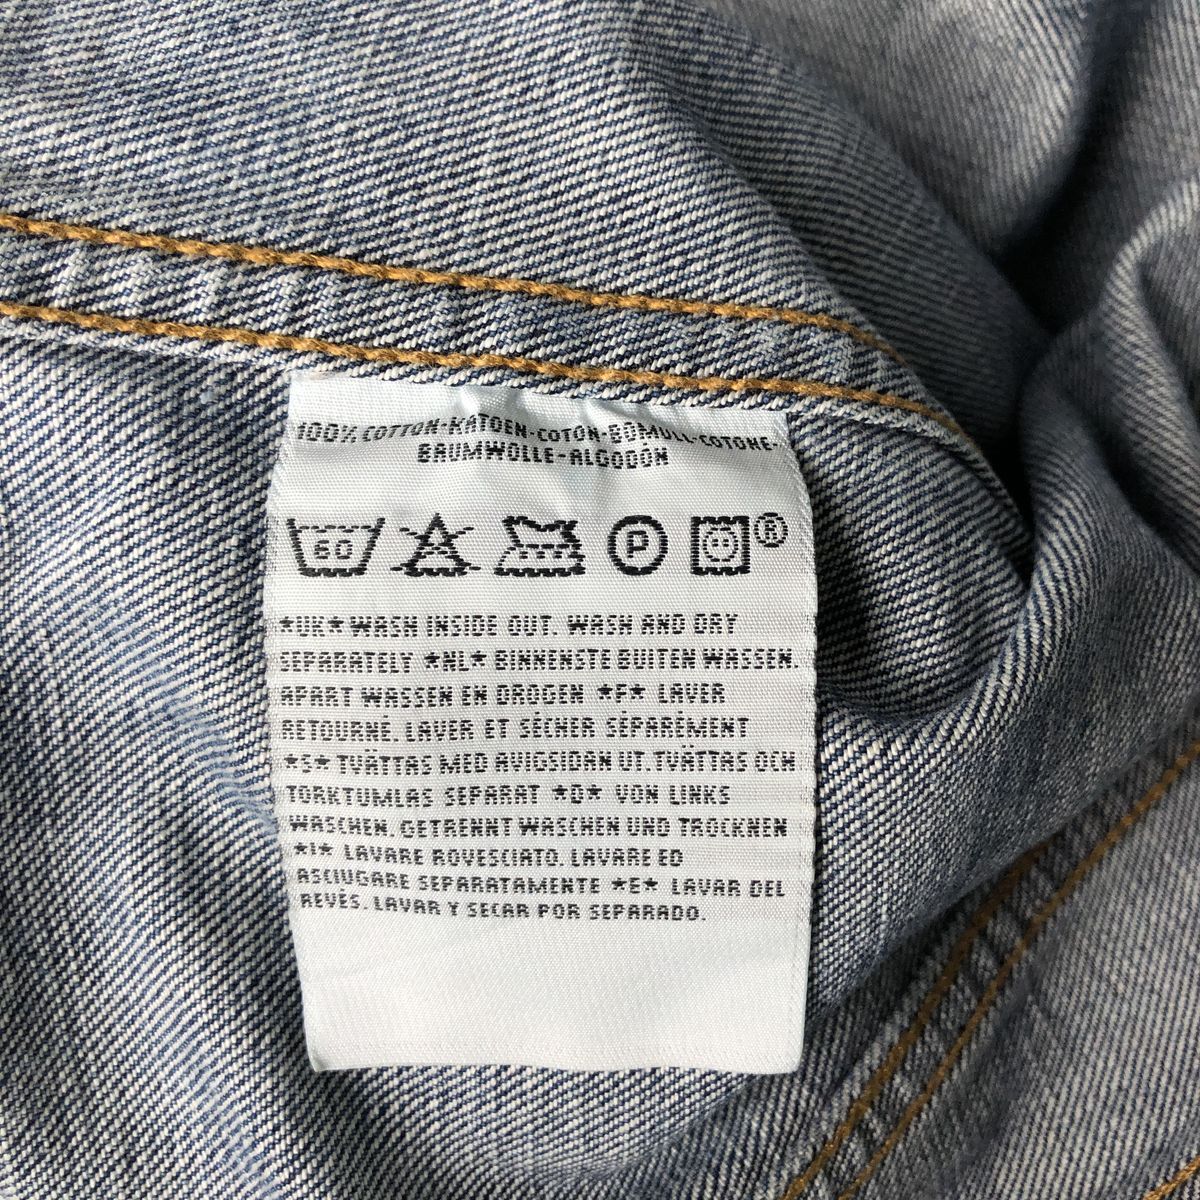 100% COTTON-KATOEN-COTON-BOMULL-COTONE-
BAUMWOLLE-ALGODÓN
60 P ®
*UK* WASH INSIDE OUT. WASH AND DRY
SEPARATELY *NL* BINNENSTE BUITEN WASSEN.
APART WASSEN EN DROGEN *F* LAVER
RETOURNÉ. LAVER ET SÉCHER SÉPARÉMENT
*S* TVÄTTAS MED AVIGSIDAN UT. TVÄTTAS OCH
TORKTUMLAS SEPARAT *D* VON LINKS
WASCHEN. GETRENNT WASCHEN UND TROCKNEN
*I* LAVARE ROVESCIATO. LAVARE ED
ASCIUGARE SEPARATAMENTE *E* LAVAR DEL
REVÉS. LAVAR Y SECAR POR SEPARADO.